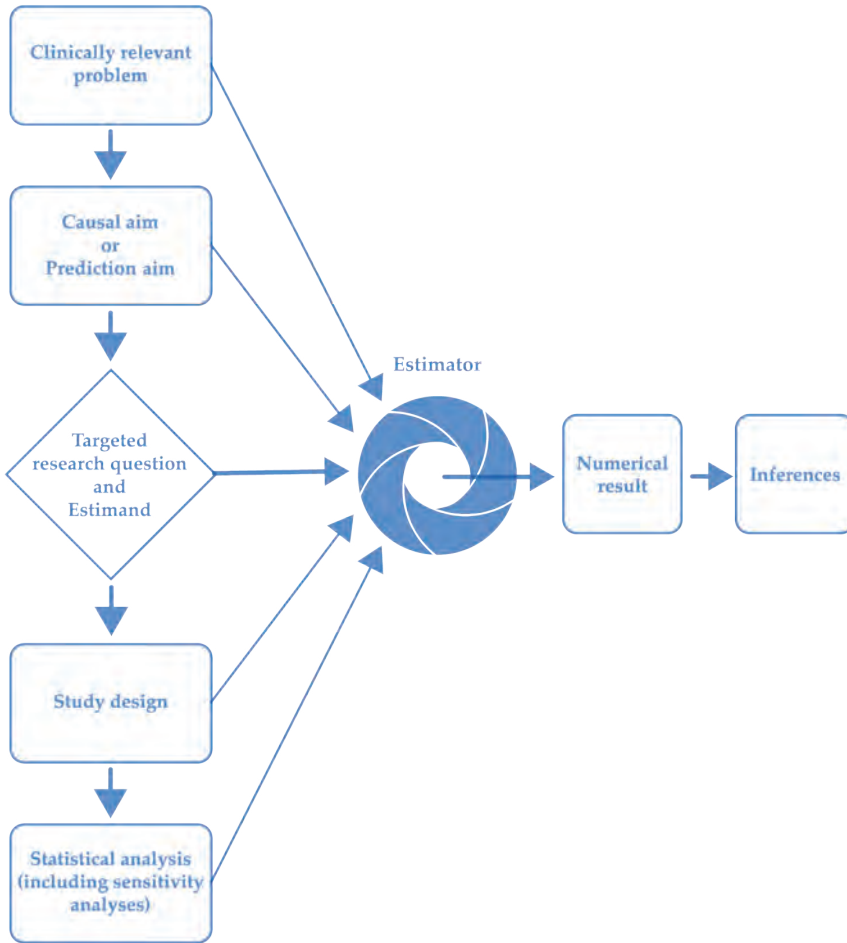 Clinically relevant
problem
Causal aim
or
Prediction aim
Estimator
Targeted
research question
and
Estimand
Numerical
result
Inferences
Study design
Statistical analysis
(including sensitivity
analyses)